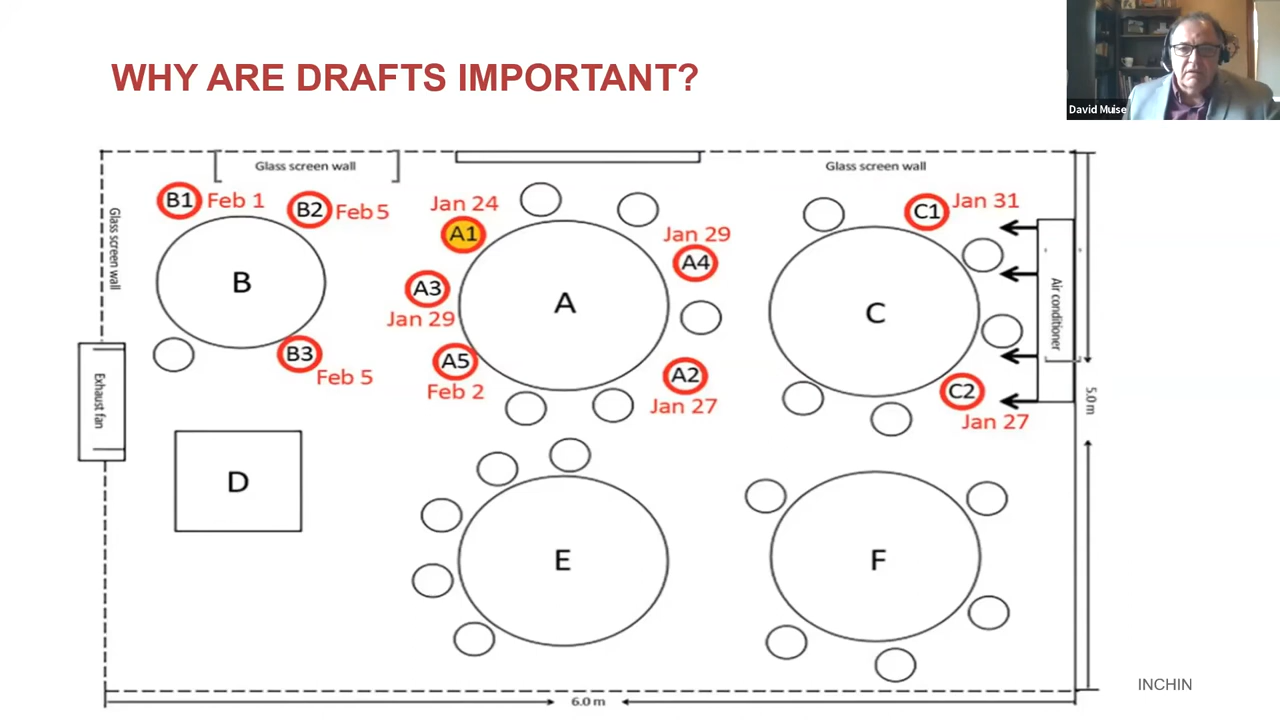 WHY ARE DRAFTS IMPORTANT?
David Muise
Glass screen wall
Glass screen wall
Glass screen wall
B1 Feb 1
B2 Feb 5
B
B3
Feb 5
Jan 24
A1
A3
Jan 29
A5
Feb 2
A
Jan 29
A4
A2
Jan 27
C1 Jan 31
C
C2
Jan 27
Air conditioner
Exhaust fan
D
E
F
5.0 m
6.0 m
INCHIN